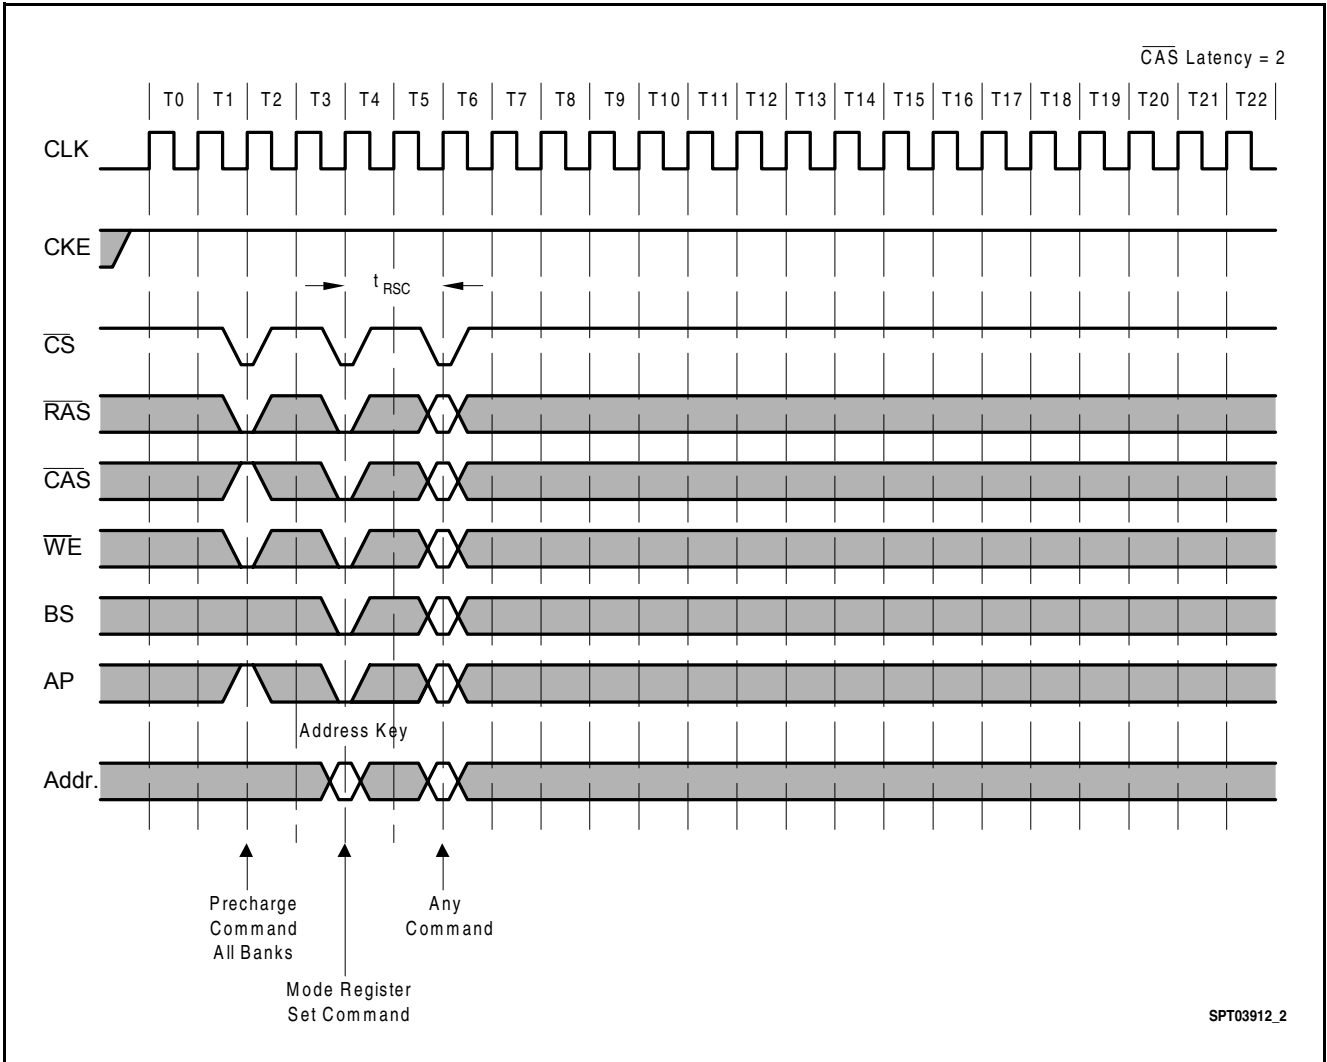 CAS Latency = 2
T0 T1 T2 T3 T4 T5 T6 T7 T8 T9 T10 T11 T12 T13 T14 T15 T16 T17 T18 T19 T20 T21 T22
CLK
CKE
t RSC
CS
RAS
CAS
WE
BS
AP
Address Key
Addr.
Precharge
Command
All Banks
Any
Command
Mode Register
Set Command
SPT03912_2